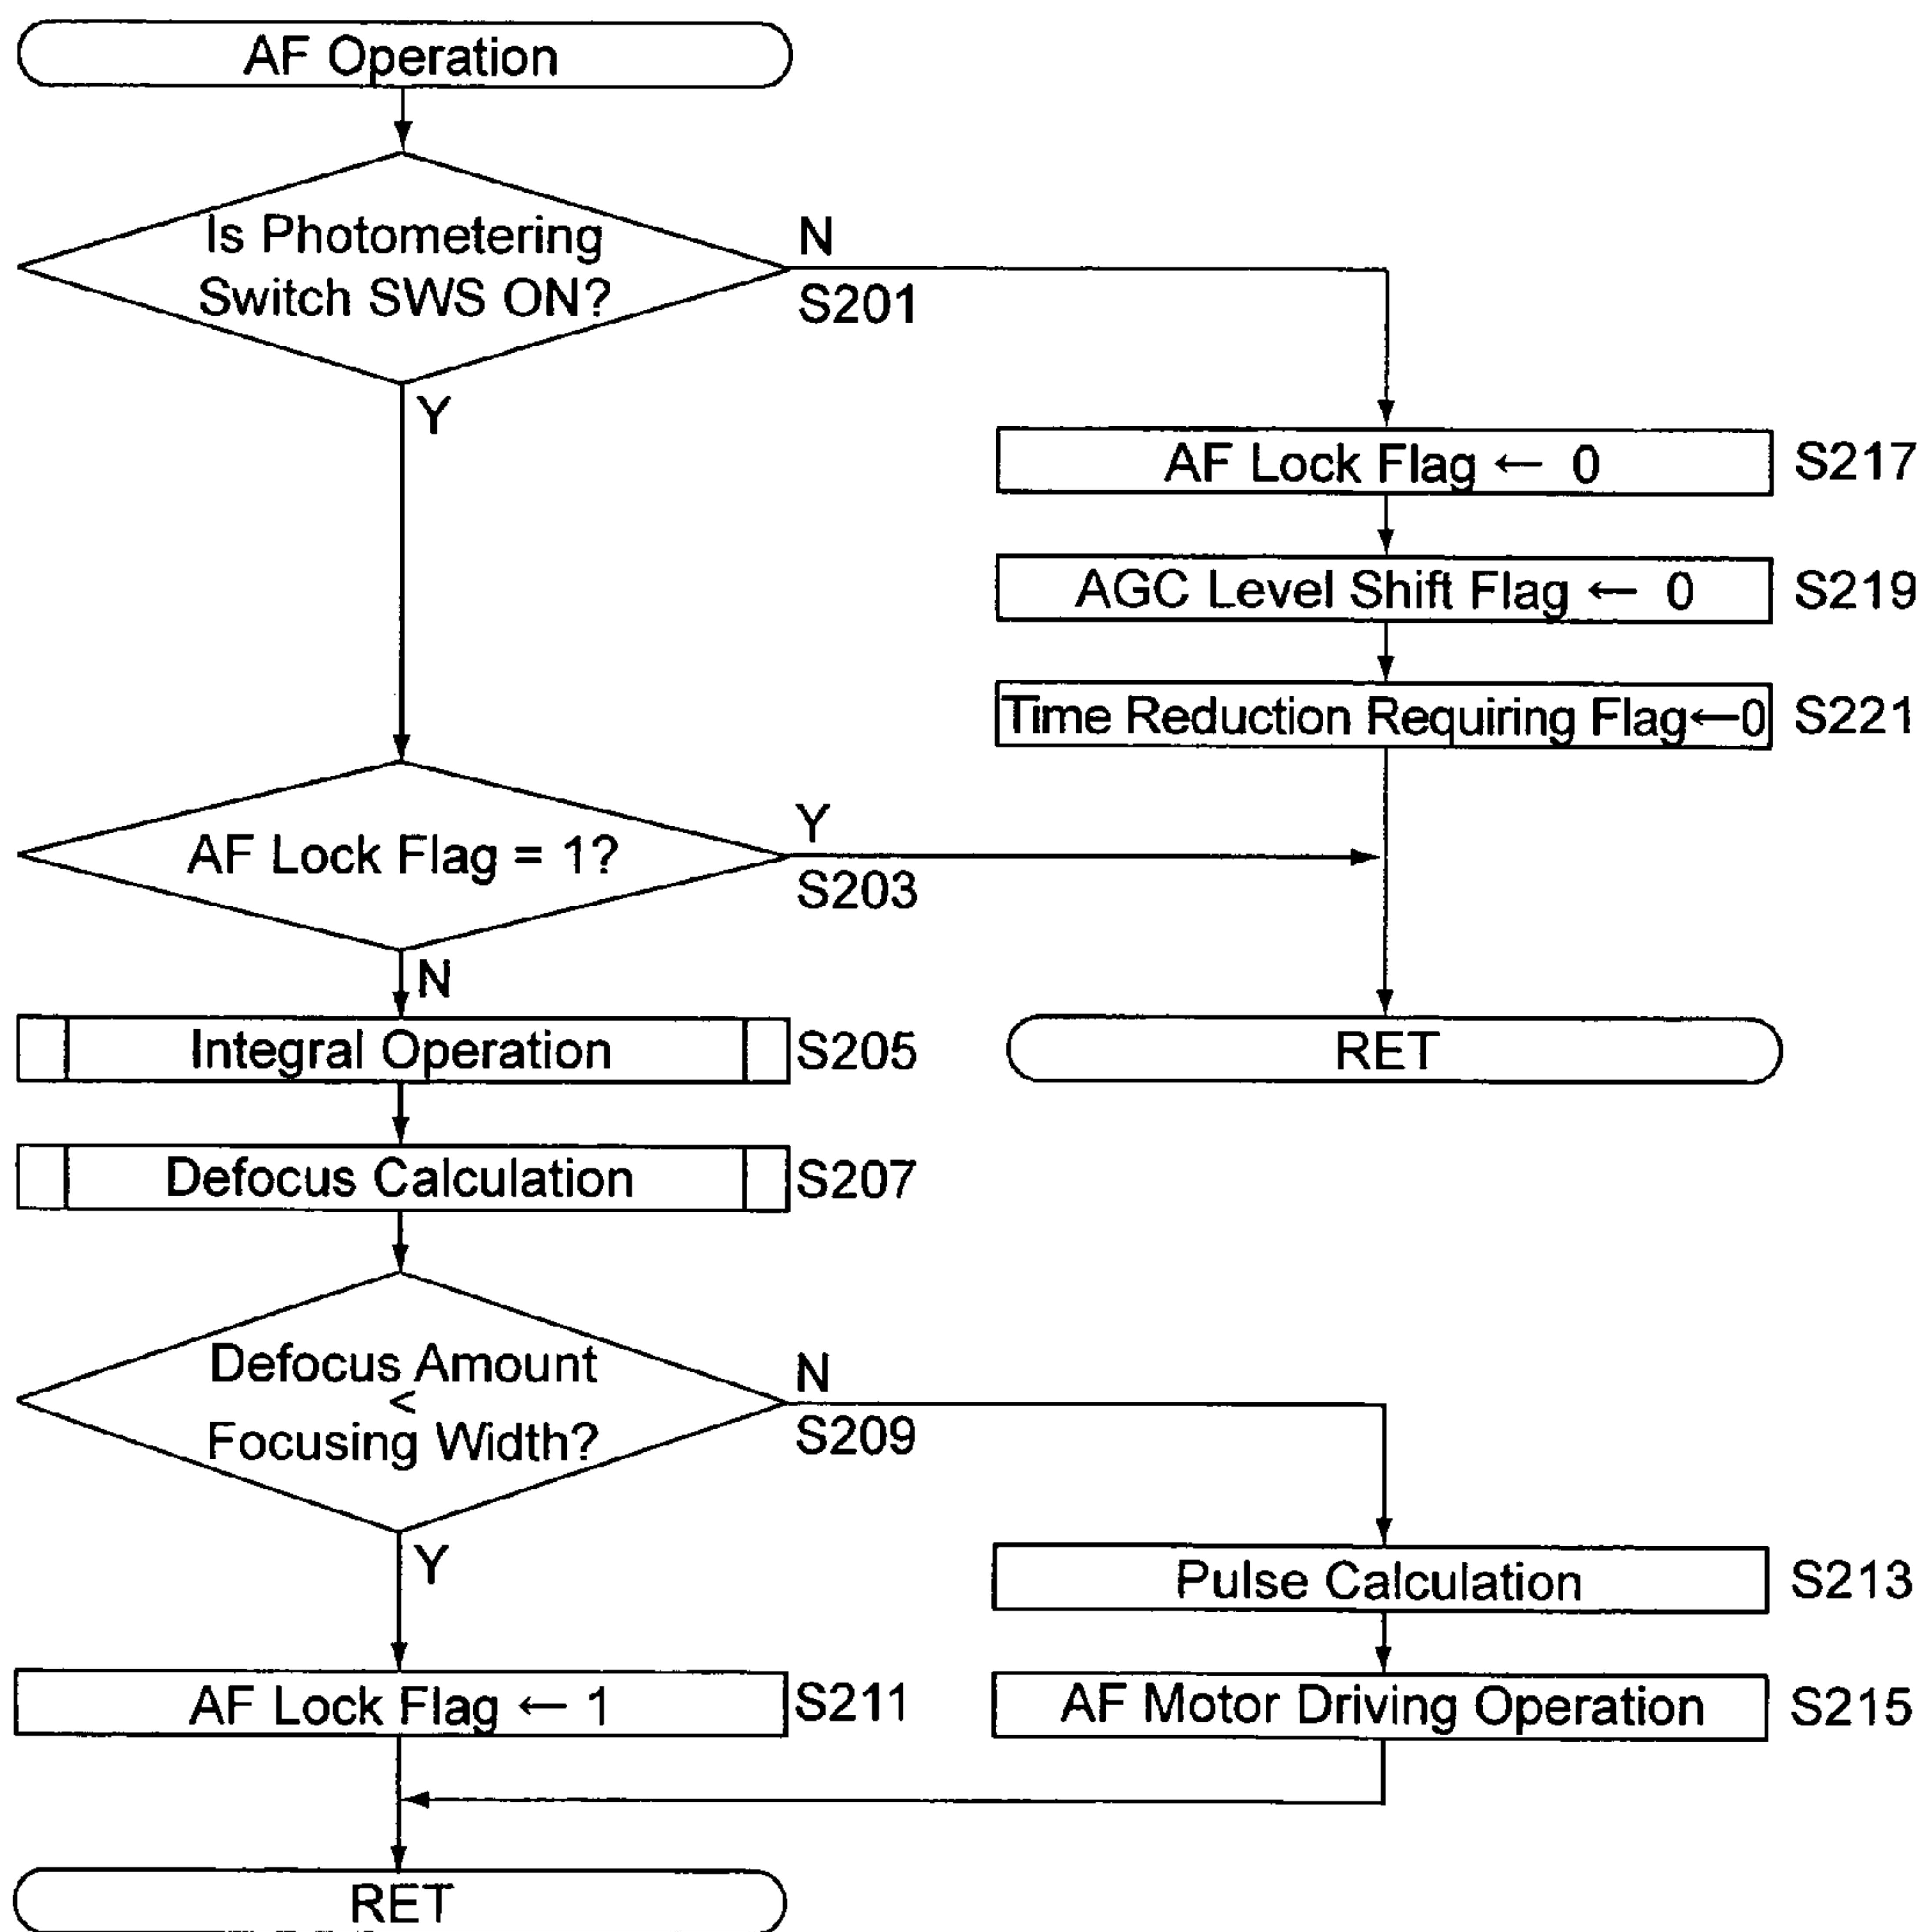 AF Operation
Is Photometering
Switch SWS ON?
N
S201
Y
AF Lock Flag ← 0
S217
AGC Level Shift Flag ← 0
S219
Time Reduction Requiring Flag←0
S221
AF Lock Flag = 1?
Y
S203
N
Integral Operation
S205
RET
Defocus Calculation
S207
Defocus Amount
<
Focusing Width?
N
S209
Y
Pulse Calculation
S213
AF Lock Flag ← 1
S211
AF Motor Driving Operation
S215
RET